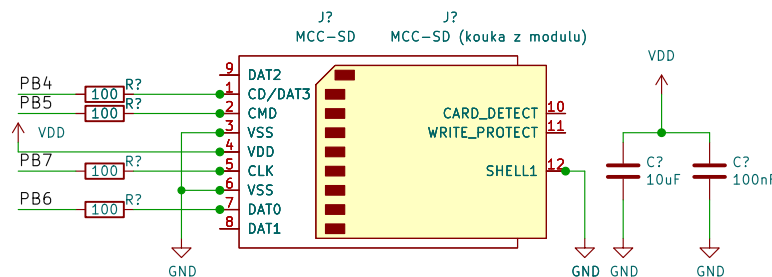 J?
MCC-SD
J?
MCC-SD (kouka z modulu)
VDD
9 DAT2
PB4 100 R? 1 CD/DAT3
PB5 100 R? 2 CMD
CARD_DETECT 10
3 VSS
WRITE_PROTECT 11
VDD
4 VDD
PB7 100 R? 5 CLK
SHELL1 12
C?
10uF
C?
100nF
6 VSS
PB6 100 R? 7 DAT0
8 DAT1
GND
GND
GND
GND